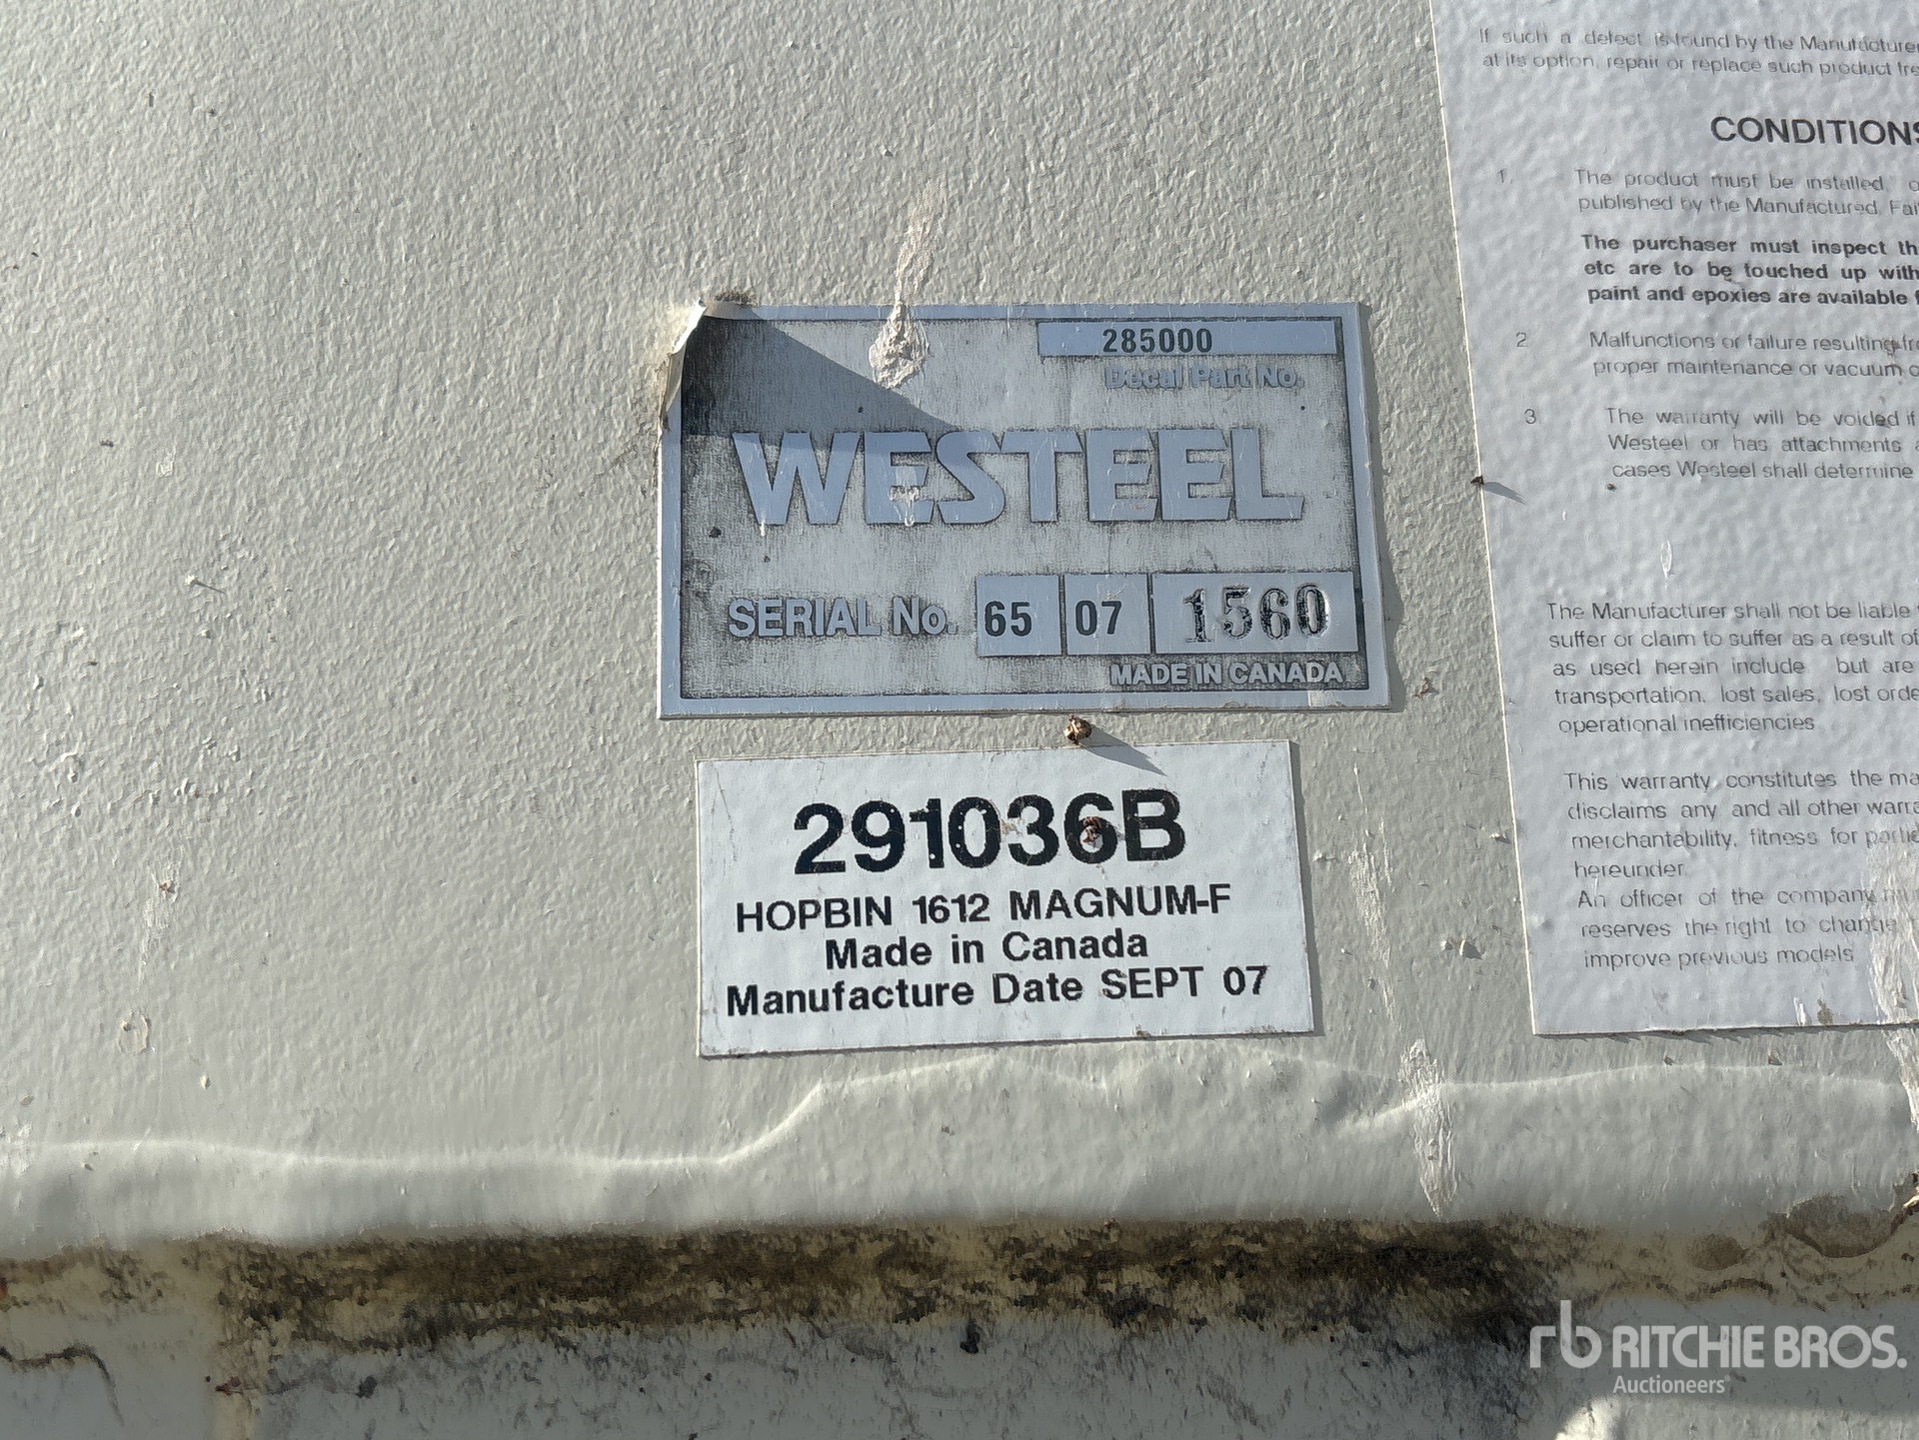 285000
Decal Part No.
WESTEEL
SERIAL No. 65 07 1560
MADE IN CANADA
291036B
HOPBIN 1612 MAGNUM-F
Made in Canada
Manufacture Date SEPT 07
If such a defect is found by the Manufacturer
at its option, repair or replace such product
CONDITIONS
1. The product must be installed,
published by the Manufactured.
The purchaser must inspect
etc are to be touched up with
paint and epoxies are available
2 Malfunctions or failure resulting
proper maintenance or vacuum
3 The warranty will be voided if
Westeel or has attachments
cases Westeel shall determine
The Manufacturer shall not be liable
suffer or claim to suffer as a result of
as used herein include but are
transportation, lost sales, lost
operational inefficiencies
This warranty constitutes the
disclaims any and all other
merchantability, fitness for
hereunder.
An officer of the company
reserves the right to change
improve previous models
rb RITCHIE BROS.
Auctioneers